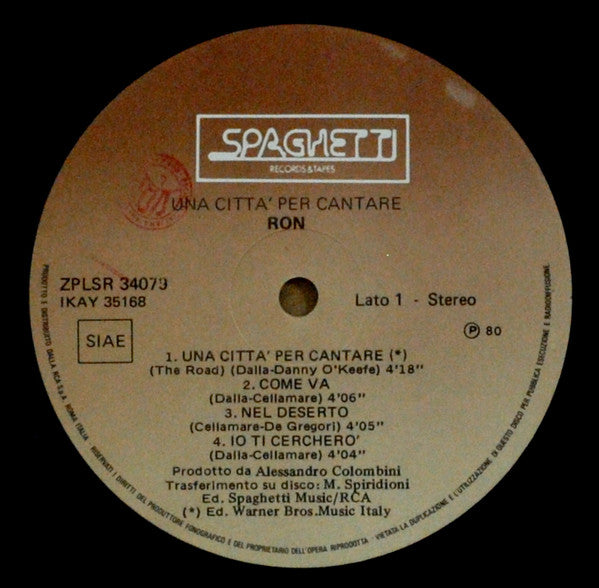 SPAGHETTI
RECORDS & TAPES
UNA CITTA' PER CANTARE
RON
ZPLSR 34079
IKAY 35168
Lato 1 - Stereo
SIAE
Ⓟ 80
1. UNA CITTA' PER CANTARE (*)
(The Road) (Dalla-Danny O'Keefe) 4'18"
2. COME VA
(Dalla-Cellamare) 4'06"
3. NEL DESERTO
(Cellamare-De Gregori) 4'05"
4. IO TI CERCHERO'
(Dalla-Cellamare) 4'04"
Prodotto da Alessandro Colombini
Trasferimento su disco: M. Spiridioni
Ed. Spaghetti Music/RCA
(*) Ed. Warner Bros.Music Italy
PRODOTTO E DISTRIBUITO DALLA RCA S.p.A. ROMA ITALIA - RISERVATI I DIRITTI DEL PRODUTTORE FONOGRAFICO E DEL PROPRIETARIO DELL'OPERA RIPRODOTTA - VIETATA LA DUPLICAZIONE E L'UTILIZZAZIONE DI QUESTO DISCO PER PUBBLICA ESECUZIONE E RADIODIFFUSIONE.